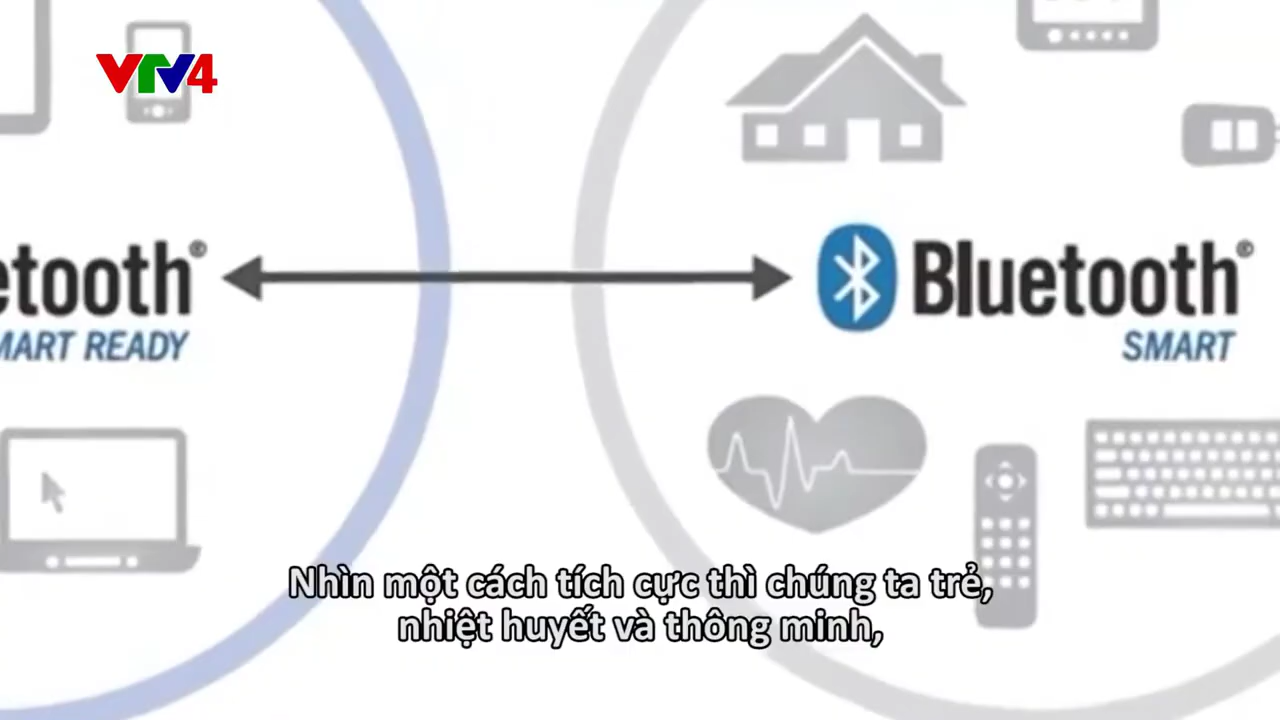 VTV4
etooth®
MART READY
Bluetooth®
SMART
Nhìn một cách tích cực thì chúng ta trẻ,
nhiệt huyết và thông minh,